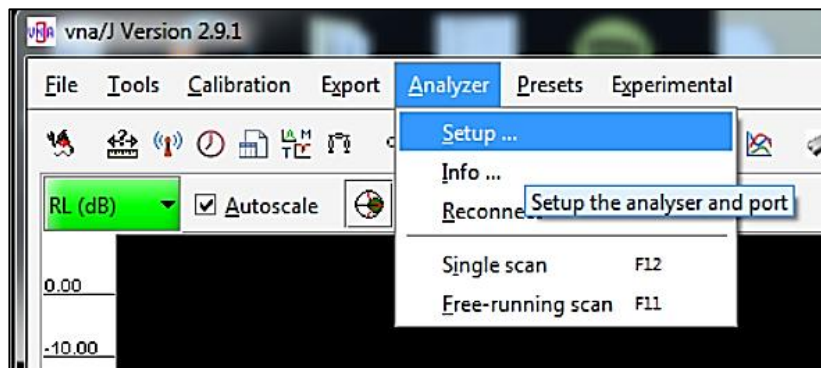 vna/J Version 2.9.1
File Tools Calibration Export Analyzer Presets Experimental
Setup ...
Info ...
Reconne
Setup the analyser and port
RL (dB) Autoscale
Single scan F12
Free-running scan F11
0.00
-10.00